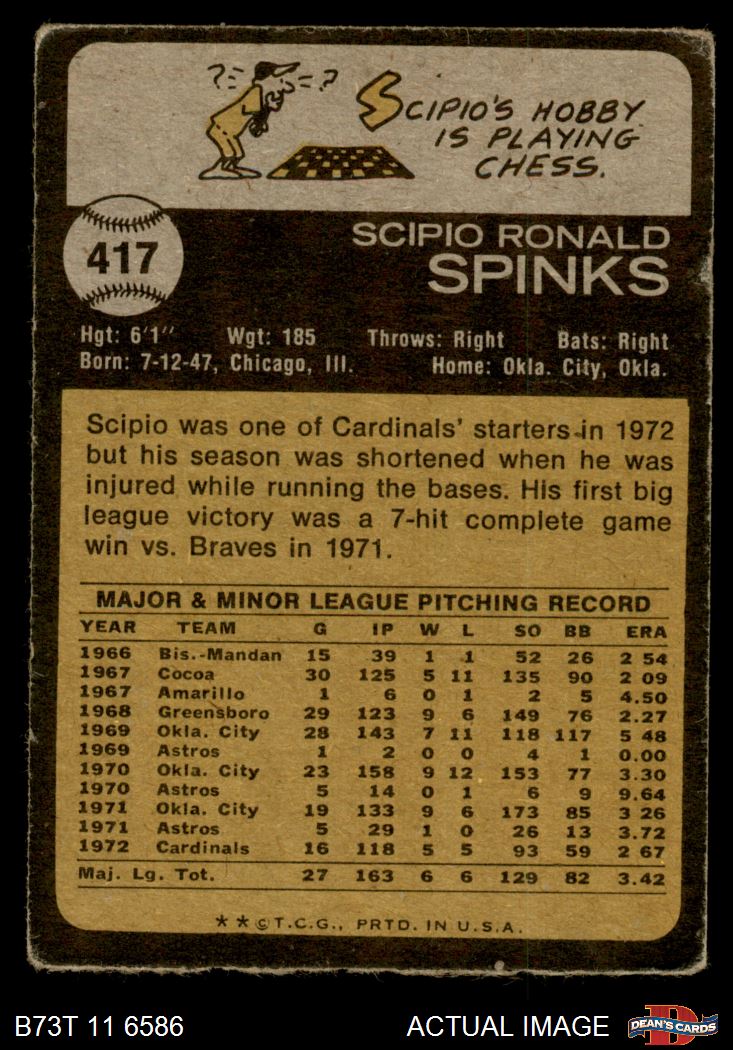 ?
?
SCIPIO'S HOBBY
IS PLAYING
CHESS.
417
SCIPIO RONALD
SPINKS
Hgt: 6'1" Wgt: 185 Throws: Right Bats: Right
Born: 7-12-47, Chicago, Ill. Home: Okla. City, Okla.
Scipio was one of Cardinals' starters in 1972
but his season was shortened when he was
injured while running the bases. His first big
league victory was a 7-hit complete game
win vs. Braves in 1971.
MAJOR & MINOR LEAGUE PITCHING RECORD
YEAR TEAM G IP W L SO BB ERA
1966 Bis.-Mandan 15 39 1 1 52 26 2 54
1967 Cocoa 30 125 5 11 135 90 2 09
1967 Amarillo 1 6 0 1 2 5 4.50
1968 Greensboro 29 123 9 6 149 76 2.27
1969 Okla. City 28 143 7 11 118 117 5 48
1969 Astros 1 2 0 0 4 1 0.00
1970 Okla. City 23 158 9 12 153 77 3.30
1970 Astros 5 14 0 1 6 9 9.64
1971 Okla. City 19 133 9 6 173 85 3 26
1971 Astros 5 29 1 0 26 13 3.72
1972 Cardinals 16 118 5 5 93 59 2 67
Maj. Lg. Tot. 27 163 6 6 129 82 3.42
**©T.C.G., PRTD. IN U.S.A.
B73T 11 6586 ACTUAL IMAGE D DEAN'S CARDS